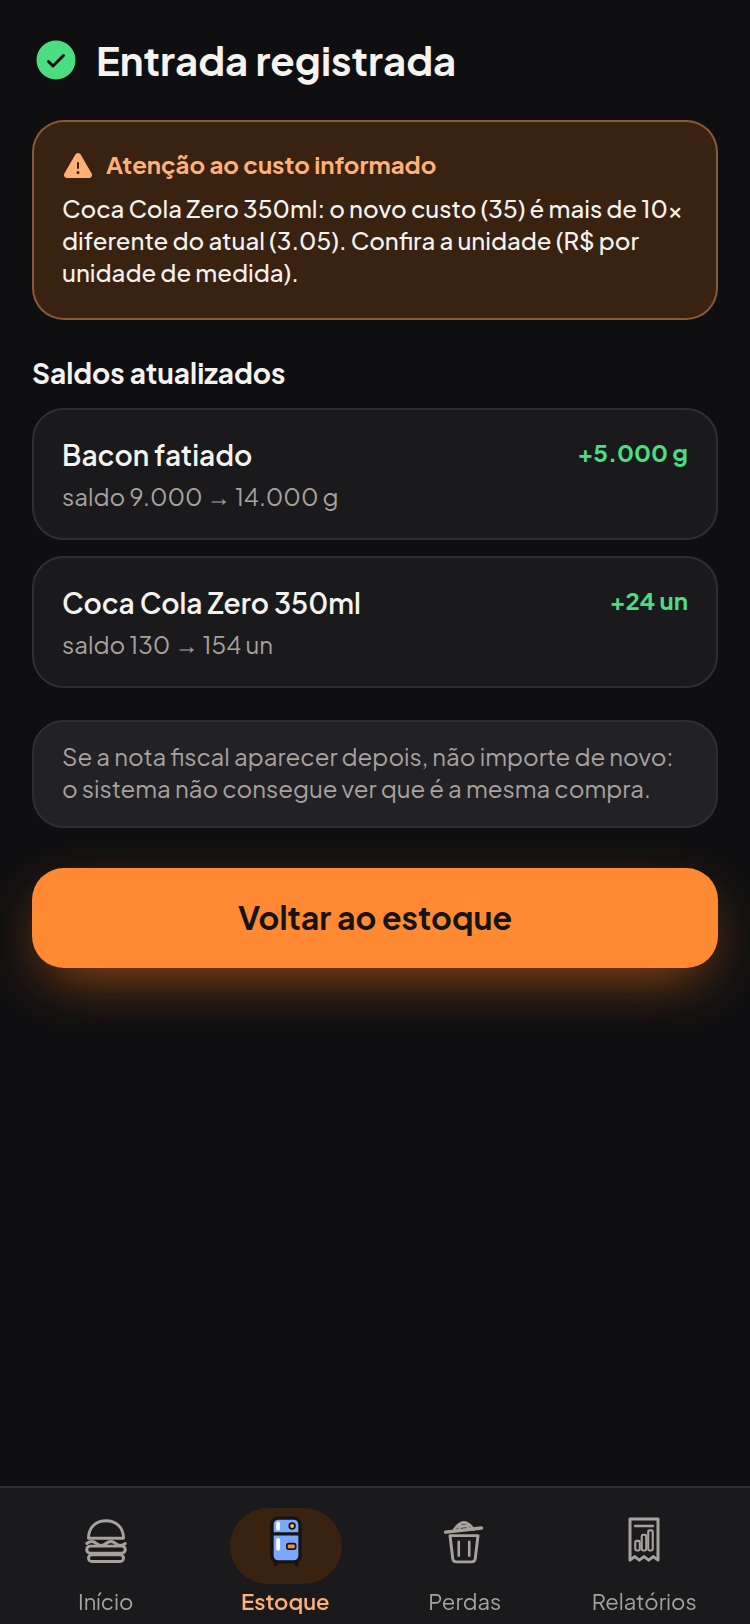 Entrada registrada
Atenção ao custo informado
Coca Cola Zero 350ml: o novo custo (35) é mais de 10×
diferente do atual (3.05). Confira a unidade (R$ por
unidade de medida).
Saldos atualizados
Bacon fatiado
+5.000 g
saldo 9.000 → 14.000 g
Coca Cola Zero 350ml
+24 un
saldo 130 → 154 un
Se a nota fiscal aparecer depois, não importe de novo:
o sistema não consegue ver que é a mesma compra.
Voltar ao estoque
Início
Estoque
Perdas
Relatórios